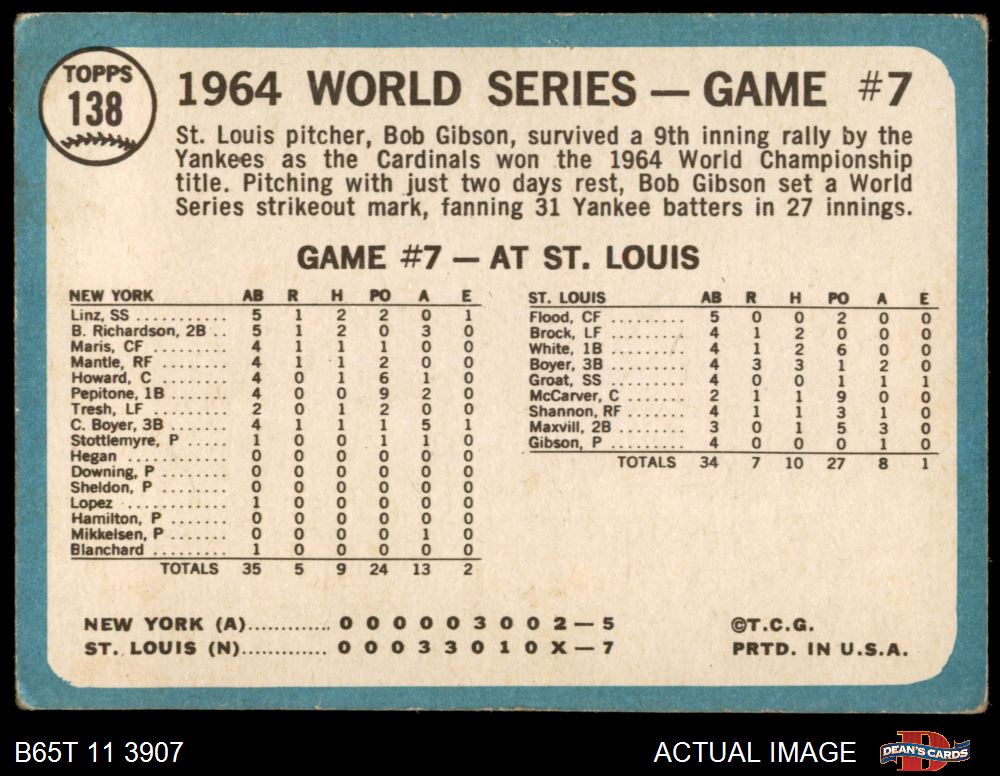 TOPPS
138
1964 WORLD SERIES — GAME #7
St. Louis pitcher, Bob Gibson, survived a 9th inning rally by the
Yankees as the Cardinals won the 1964 World Championship
title. Pitching with just two days rest, Bob Gibson set a World
Series strikeout mark, fanning 31 Yankee batters in 27 innings.
GAME #7 — AT ST. LOUIS
NEW YORK AB R H PO A E
Linz, SS ........... 5 1 2 2 0 1
B. Richardson, 2B .. 5 1 2 0 3 0
Maris, CF ......... 4 1 1 1 0 0
Mantle, RF ........ 4 1 1 2 0 0
Howard, C ........ 4 0 1 6 1 0
Pepitone, 1B ...... 4 0 0 9 2 0
Tresh, LF ......... 2 0 1 2 0 0
C. Boyer, 3B ...... 4 1 1 1 5 1
Stottlemyre, P .... 1 0 0 1 1 0
Hegan ............ 0 0 0 0 0 0
Downing, P ....... 0 0 0 0 0 0
Sheldon, P ........ 0 0 0 0 0 0
Lopez ............ 1 0 0 0 0 0
Hamilton, P ....... 0 0 0 0 0 0
Mikkelsen, P ...... 0 0 0 0 1 0
Blanchard ......... 1 0 0 0 0 0
TOTALS 35 5 9 24 13 2
ST. LOUIS AB R H PO A E
Flood, CF ......... 5 0 0 2 0 0
Brock, LF ......... 4 1 2 0 0 0
White, 1B ......... 4 1 2 6 0 0
Boyer, 3B ......... 4 3 3 1 2 0
Groat, SS ......... 4 0 0 1 1 1
McCarver, C ....... 2 1 1 9 0 0
Shannon, RF ....... 4 1 1 3 1 0
Maxvill, 2B ........ 3 0 1 5 3 0
Gibson, P ......... 4 0 0 0 1 0
TOTALS 34 7 10 27 8 1
NEW YORK (A)............. 0 0 0 0 0 3 0 0 2 — 5
ST. LOUIS (N)............. 0 0 0 3 3 0 1 0 X — 7
©T.C.G.
PRTD. IN U.S.A.
B65T 11 3907
ACTUAL IMAGE
DEAN'S CARDS